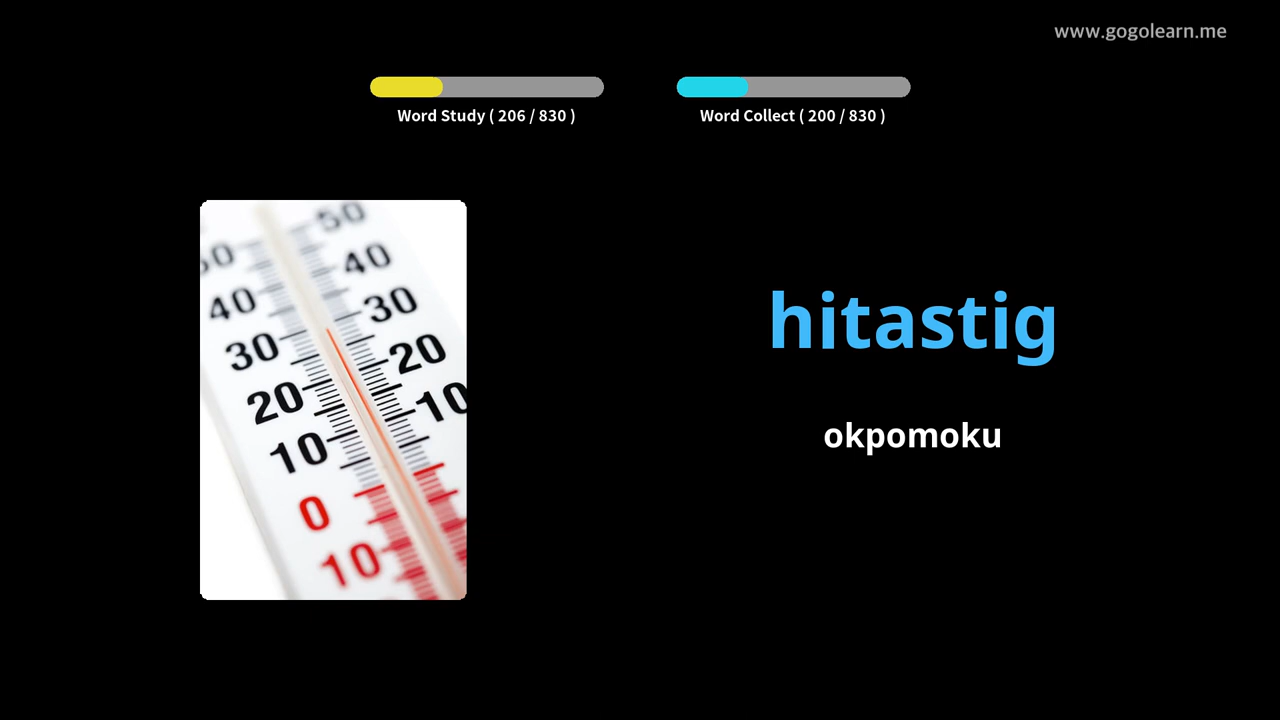 www.gogolearn.me
Word Study ( 206 / 830 )
Word Collect ( 200 / 830 )
50
50
40
40
30
30
20
20
10
10
0
10
hitastig
okpomoku